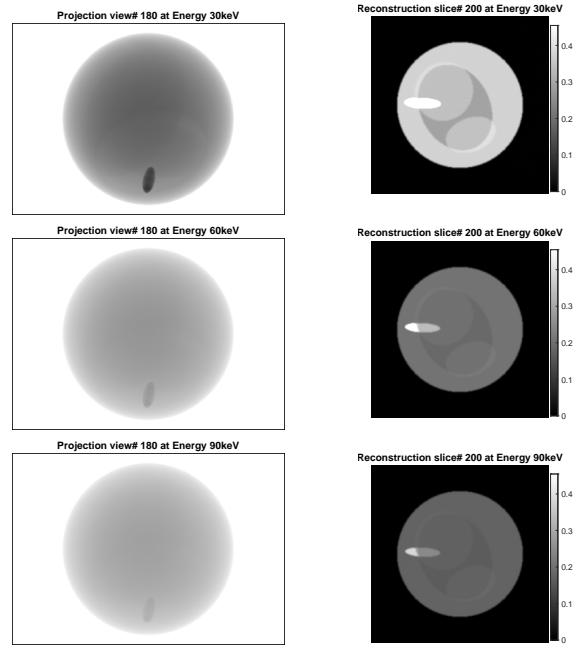 Projection view# 180 at Energy 30keV
Reconstruction slice# 200 at Energy 30keV
0.4
0.3
0.2
0.1
0
Projection view# 180 at Energy 60keV
Reconstruction slice# 200 at Energy 60keV
0.4
0.3
0.2
0.1
0
Projection view# 180 at Energy 90keV
Reconstruction slice# 200 at Energy 90keV
0.4
0.3
0.2
0.1
0